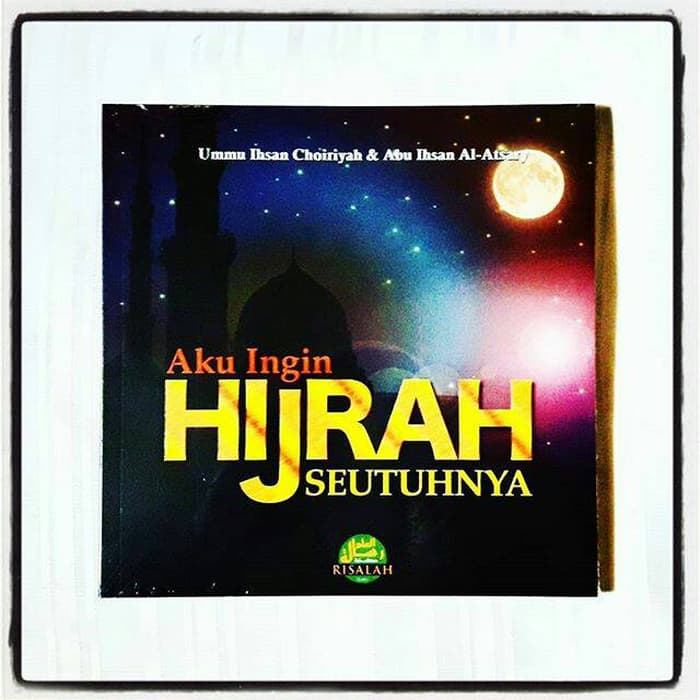 Ummu Ihsan Choiriyah & Abu Ihsan Al-Atsary
Aku Ingin
HIJRAH
SEUTUHNYA
RISALAH